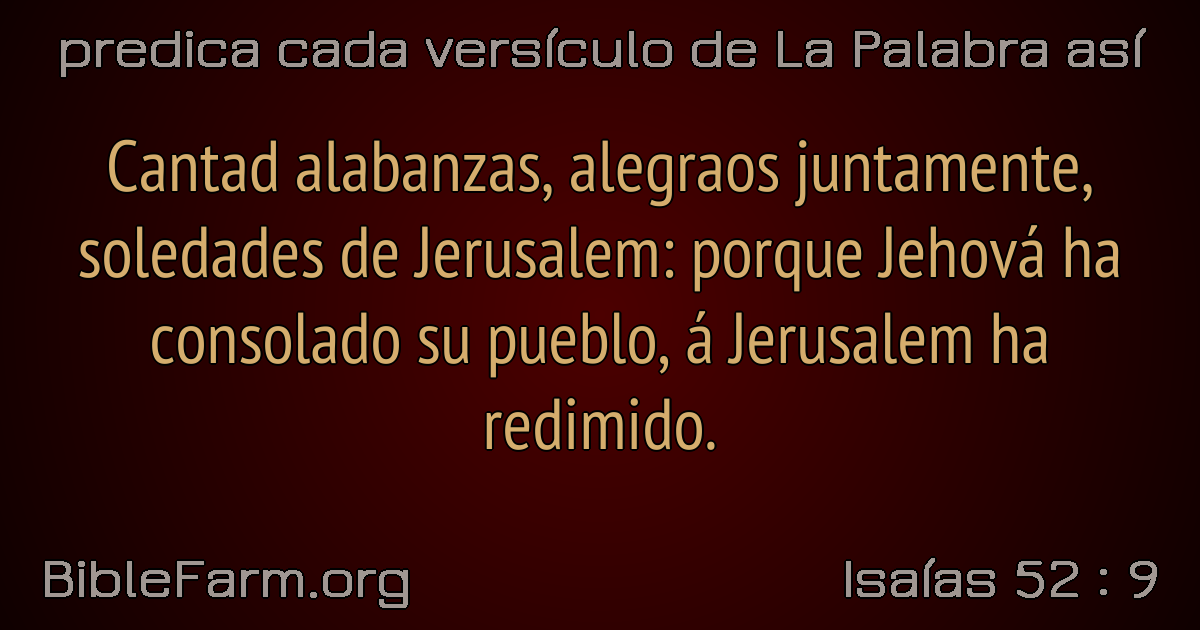 predica cada versículo de La Palabra así
Cantad alabanzas, alegraos juntamente,
soledades de Jerusalem: porque Jehová ha
consolado su pueblo, á Jerusalem ha
redimido.
BibleFarm.org
Isaías 52 : 9